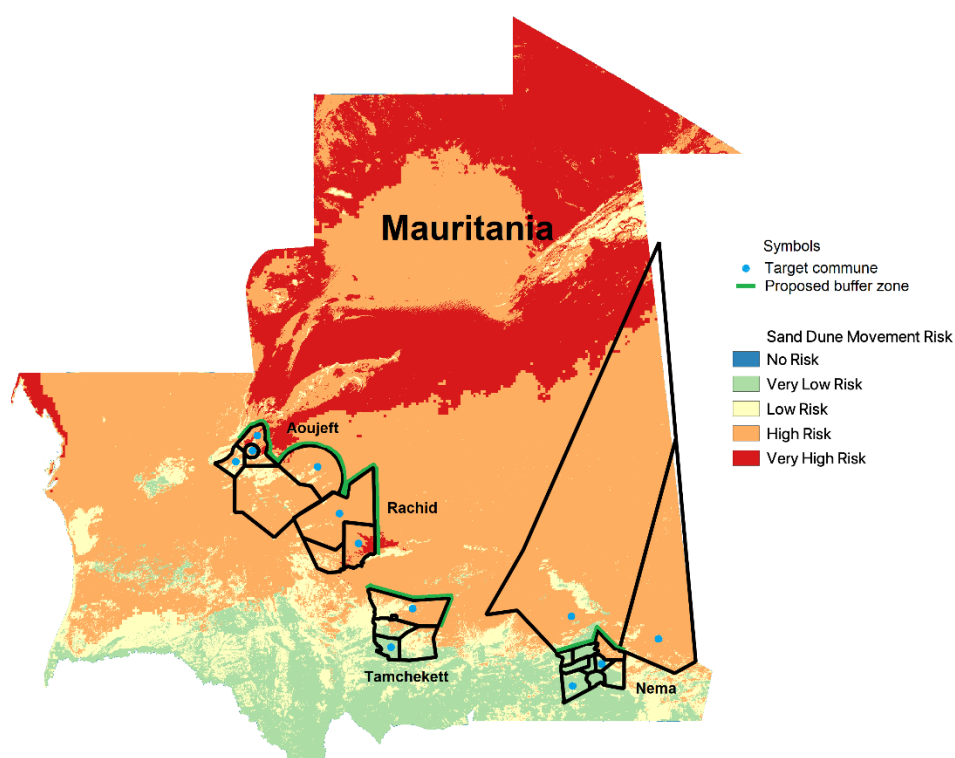 Mauritania
Symbols
Target commune
Proposed buffer zone
Sand Dune Movement Risk
No Risk
Very Low Risk
Low Risk
High Risk
Very High Risk
Aoujeft
Rachid
Tamchekett
Nema